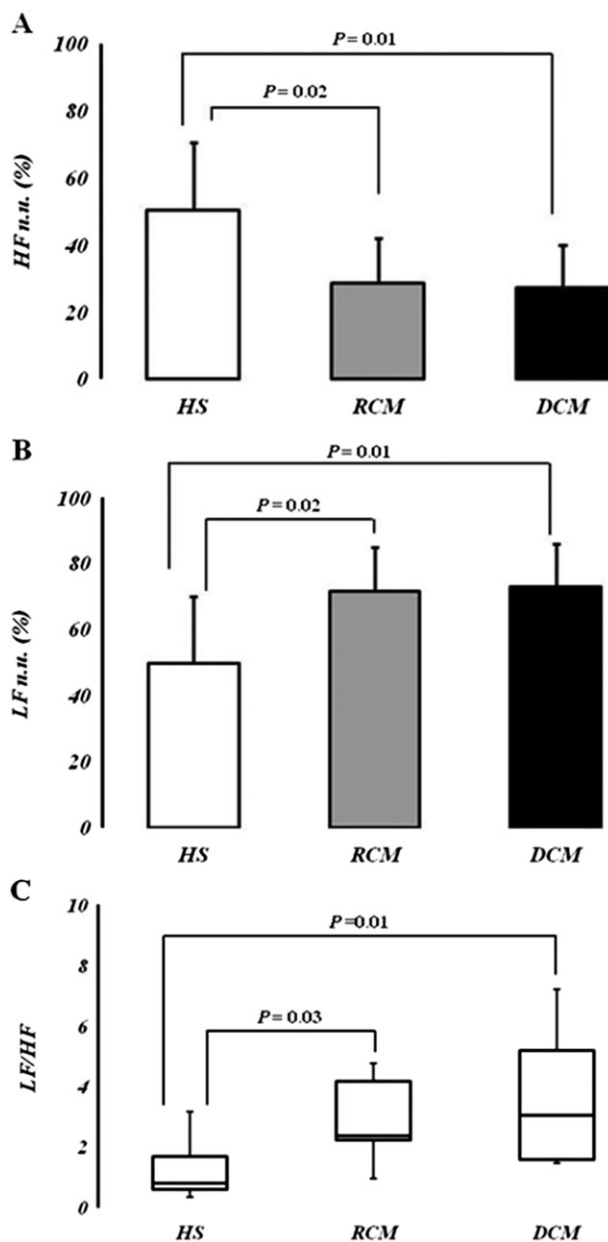 A
P = 0.01
P = 0.02
100
80
60
40
20
0
HF n.u. (%)
HS RCM DCM
B
P = 0.01
P = 0.02
100
80
60
40
20
0
LF n.u. (%)
HS RCM DCM
C
P =0.01
P = 0.03
10
8
6
4
2
0
LF/HF
HS RCM DCM